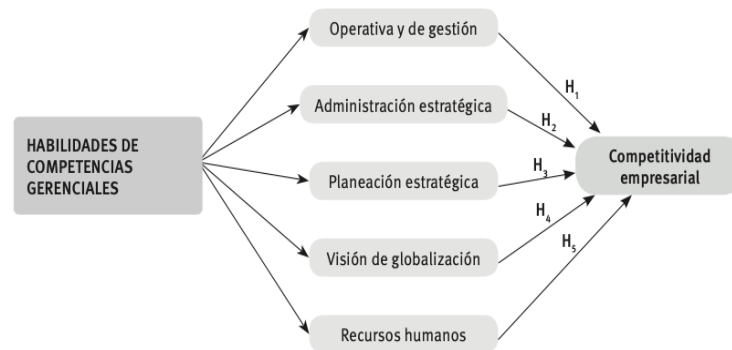 Operativa y de gestión
H1
Administración estratégica
H2
HABILIDADES DE
COMPETENCIAS
GERENCIALES
Competitividad
empresarial
Planeación estratégica
H3
H4
Visión de globalización
H5
Recursos humanos